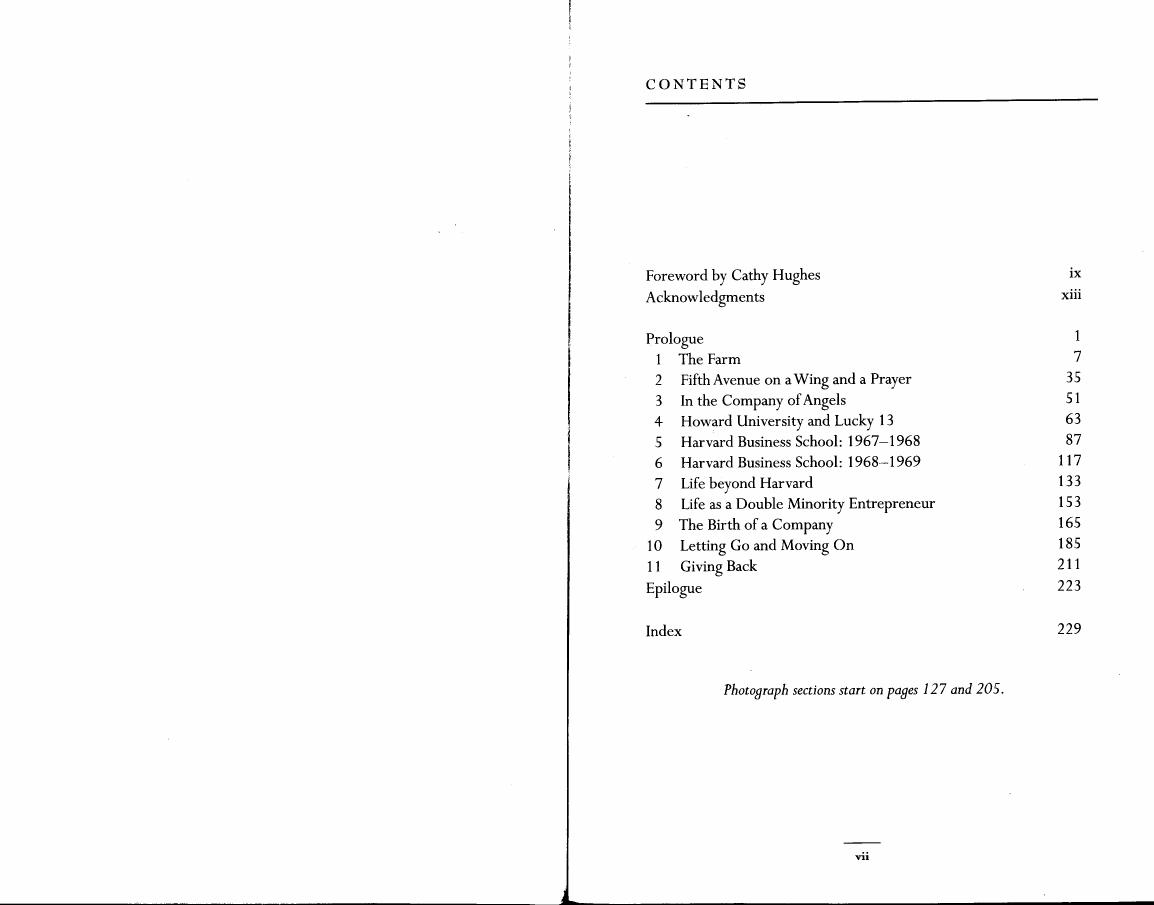 CONTENTS
Foreword by Cathy Hughes ix
Acknowledgments xiii
Prologue 1
1 The Farm 7
2 Fifth Avenue on a Wing and a Prayer 35
3 In the Company of Angels 51
4 Howard University and Lucky 13 63
5 Harvard Business School: 1967–1968 87
6 Harvard Business School: 1968–1969 117
7 Life beyond Harvard 133
8 Life as a Double Minority Entrepreneur 153
9 The Birth of a Company 165
10 Letting Go and Moving On 185
11 Giving Back 211
Epilogue 223
Index 229
Photograph sections start on pages 127 and 205.
vii